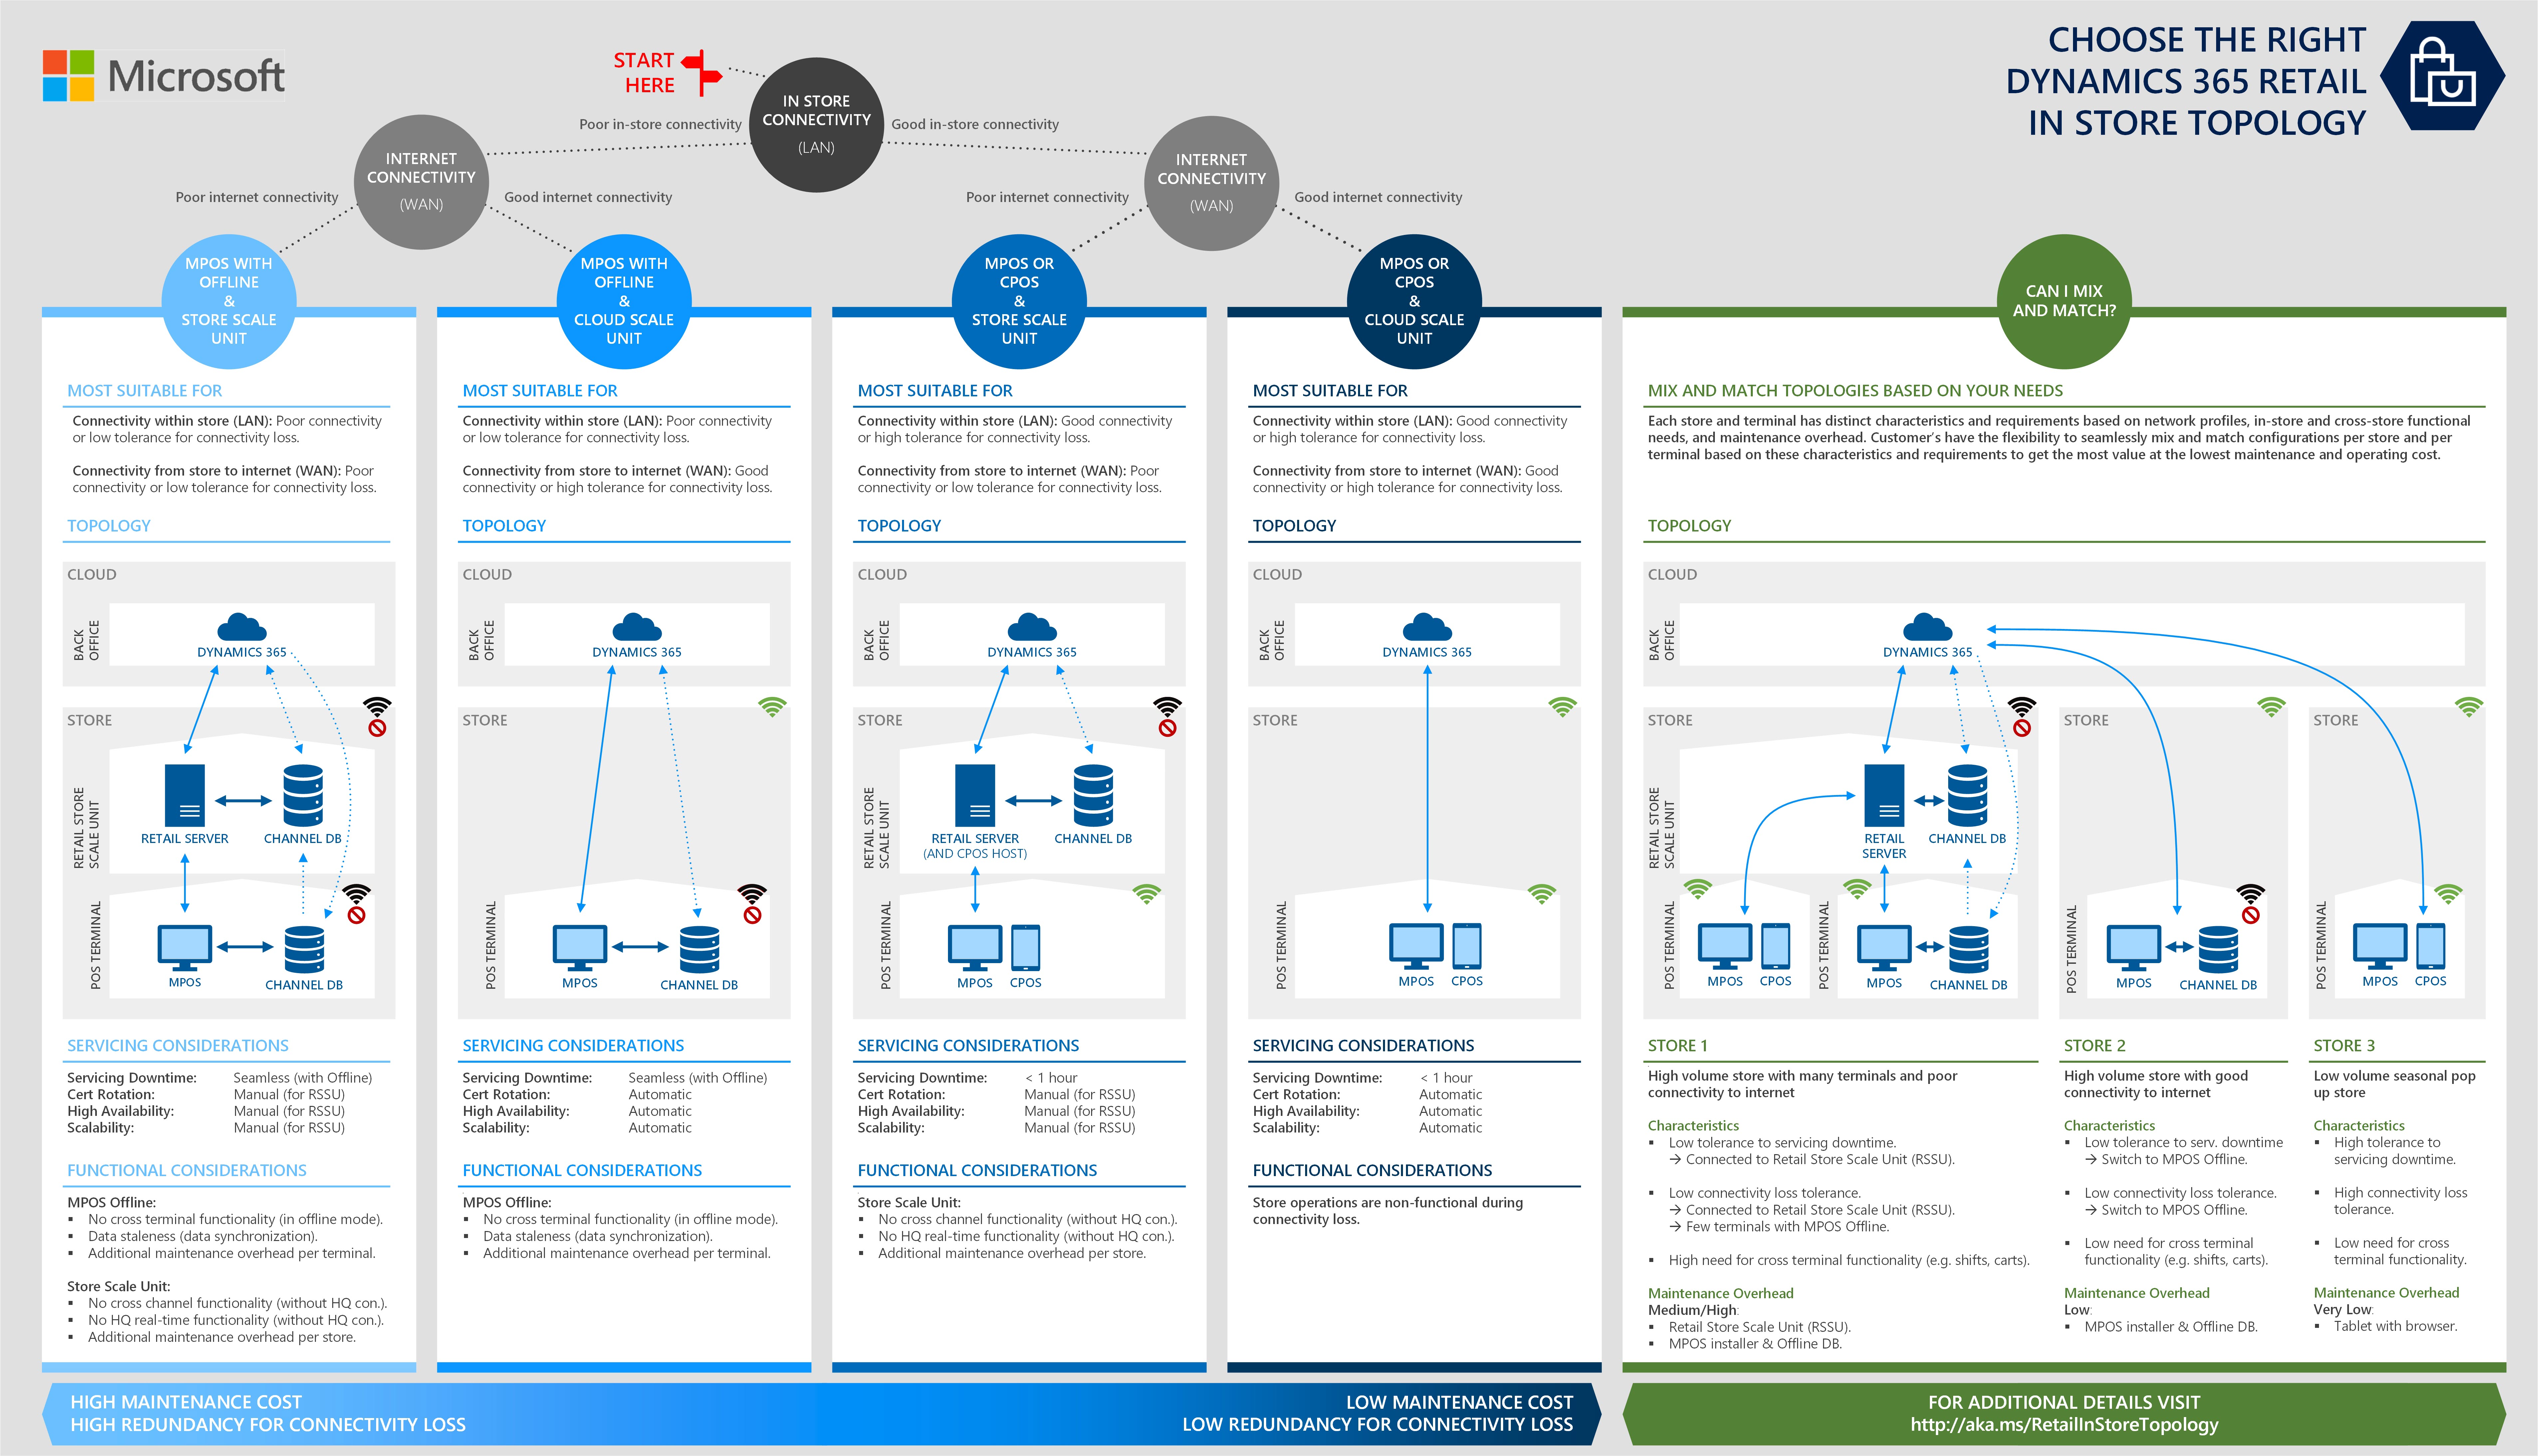 Microsoft
START
HERE
CHOOSE THE RIGHT
DYNAMICS 365 RETAIL
IN STORE TOPOLOGY
IN STORE
CONNECTIVITY
(LAN)
Poor in-store connectivity
Good in-store connectivity
INTERNET
CONNECTIVITY
(WAN)
Poor internet connectivity
Good internet connectivity
INTERNET
CONNECTIVITY
(WAN)
Poor internet connectivity
Good internet connectivity
MPOS WITH
OFFLINE
&
STORE SCALE
UNIT
MOST SUITABLE FOR
Connectivity within store (LAN): Poor connectivity
or low tolerance for connectivity loss.
Connectivity from store to internet (WAN): Poor
connectivity or low tolerance for connectivity loss.
TOPOLOGY
CLOUD
BACK
OFFICE
DYNAMICS 365
STORE
RETAIL STORE
SCALE UNIT
RETAIL SERVER
CHANNEL DB
POS TERMINAL
MPOS
CHANNEL DB
SERVICING CONSIDERATIONS
Servicing Downtime: Seamless (with Offline)
Cert Rotation: Manual (for RSSU)
High Availability: Manual (for RSSU)
Scalability: Manual (for RSSU)
FUNCTIONAL CONSIDERATIONS
MPOS Offline:
▪ No cross terminal functionality (in offline mode).
▪ Data staleness (data synchronization).
▪ Additional maintenance overhead per terminal.
Store Scale Unit:
▪ No cross channel functionality (without HQ con.).
▪ No HQ real-time functionality (without HQ con.).
▪ Additional maintenance overhead per store.
MPOS WITH
OFFLINE
&
CLOUD SCALE
UNIT
MOST SUITABLE FOR
Connectivity within store (LAN): Poor connectivity
or low tolerance for connectivity loss.
Connectivity from store to internet (WAN): Good
connectivity or high tolerance for connectivity loss.
TOPOLOGY
CLOUD
BACK
OFFICE
DYNAMICS 365
STORE
POS TERMINAL
MPOS
CHANNEL DB
SERVICING CONSIDERATIONS
Servicing Downtime: Seamless (with Offline)
Cert Rotation: Automatic
High Availability: Automatic
Scalability: Automatic
FUNCTIONAL CONSIDERATIONS
MPOS Offline:
▪ No cross terminal functionality (in offline mode).
▪ Data staleness (data synchronization).
▪ Additional maintenance overhead per terminal.
MPOS OR
CPOS
&
STORE SCALE
UNIT
MOST SUITABLE FOR
Connectivity within store (LAN): Good connectivity
or high tolerance for connectivity loss.
Connectivity from store to internet (WAN): Poor
connectivity or low tolerance for connectivity loss.
TOPOLOGY
CLOUD
BACK
OFFICE
DYNAMICS 365
STORE
RETAIL STORE
SCALE UNIT
RETAIL SERVER
(AND CPOS HOST)
CHANNEL DB
POS TERMINAL
MPOS
CPOS
SERVICING CONSIDERATIONS
Servicing Downtime: < 1 hour
Cert Rotation: Manual (for RSSU)
High Availability: Manual (for RSSU)
Scalability: Manual (for RSSU)
FUNCTIONAL CONSIDERATIONS
Store Scale Unit:
▪ No cross channel functionality (without HQ con.).
▪ No HQ real-time functionality (without HQ con.).
▪ Additional maintenance overhead per store.
MPOS OR
CPOS
&
CLOUD SCALE
UNIT
MOST SUITABLE FOR
Connectivity within store (LAN): Good connectivity
or high tolerance for connectivity loss.
Connectivity from store to internet (WAN): Good
connectivity or high tolerance for connectivity loss.
TOPOLOGY
CLOUD
BACK
OFFICE
DYNAMICS 365
STORE
POS TERMINAL
MPOS
CPOS
SERVICING CONSIDERATIONS
Servicing Downtime: < 1 hour
Cert Rotation: Automatic
High Availability: Automatic
Scalability: Automatic
FUNCTIONAL CONSIDERATIONS
Store operations are non-functional during
connectivity loss.
CAN I MIX
AND MATCH?
MIX AND MATCH TOPOLOGIES BASED ON YOUR NEEDS
Each store and terminal has distinct characteristics and requirements based on network profiles, in-store and cross-store functional
needs, and maintenance overhead. Customer's have the flexibility to seamlessly mix and match configurations per store and per
terminal based on these characteristics and requirements to get the most value at the lowest maintenance and operating cost.
TOPOLOGY
CLOUD
BACK
OFFICE
DYNAMICS 365
STORE
RETAIL STORE
SCALE UNIT
RETAIL
SERVER
CHANNEL DB
POS TERMINAL
MPOS
CPOS
POS TERMINAL
MPOS
CHANNEL DB
STORE
POS TERMINAL
MPOS
CHANNEL DB
STORE
POS TERMINAL
MPOS
CPOS
STORE 1
High volume store with many terminals and poor
connectivity to internet
Characteristics
▪ Low tolerance to servicing downtime.
→ Connected to Retail Store Scale Unit (RSSU).
▪ Low connectivity loss tolerance.
→ Connected to Retail Store Scale Unit (RSSU).
→ Few terminals with MPOS Offline.
▪ High need for cross terminal functionality (e.g. shifts, carts).
Maintenance Overhead
Medium/High:
▪ Retail Store Scale Unit (RSSU).
▪ MPOS installer & Offline DB.
STORE 2
High volume store with good
connectivity to internet
Characteristics
▪ Low tolerance to serv. downtime
→ Switch to MPOS Offline.
▪ Low connectivity loss tolerance.
→ Switch to MPOS Offline.
▪ Low need for cross terminal
functionality (e.g. shifts, carts).
Maintenance Overhead
Low:
▪ MPOS installer & Offline DB.
STORE 3
Low volume seasonal pop
up store
Characteristics
▪ High tolerance to
servicing downtime.
▪ High connectivity loss
tolerance.
▪ Low need for cross
terminal functionality.
Maintenance Overhead
Very Low:
▪ Tablet with browser.
HIGH MAINTENANCE COST
HIGH REDUNDANCY FOR CONNECTIVITY LOSS
LOW MAINTENANCE COST
LOW REDUNDANCY FOR CONNECTIVITY LOSS
FOR ADDITIONAL DETAILS VISIT
http://aka.ms/RetailInStoreTopology